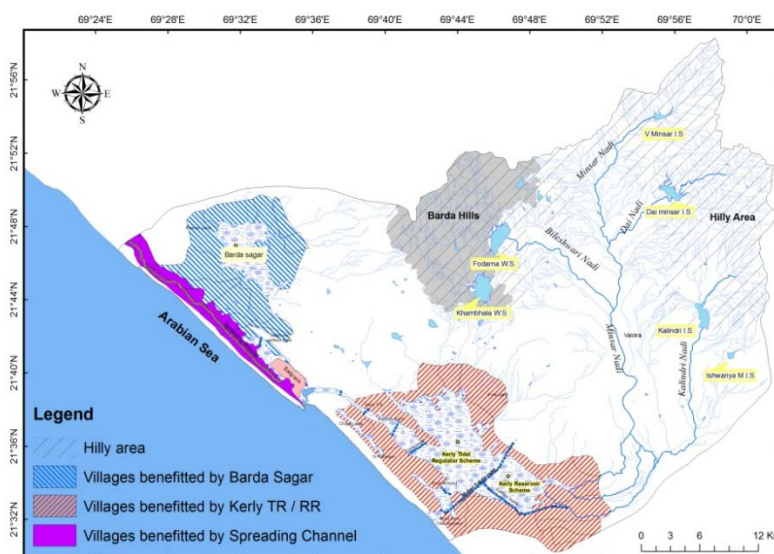 69°24'E 69°28'E 69°32'E 69°36'E 69°40'E 69°44'E 69°48'E 69°52'E 69°56'E 70°0'E
21°56'N
21°52'N
21°48'N
21°44'N
21°40'N
21°36'N
21°32'N
N
W E
S
V Minsar I.S
Minsar Nadi
Dai Nadi
Dai minsar I.S
Hilly Area
Barda Hills
Bileshwari Nadi
Fodarna W.S.
Khambhala W.S.
Barda sagar
Minsar Nadi
Valotra
Kalindri I.S
Kalindri Nadi
Ishwariya M.I.S
Arabian Sea
Kerly Tidal
Regulator Scheme
Kerly Reservoir
Scheme
Legend
Hilly area
Villages benefitted by Barda Sagar
Villages benefitted by Kerly TR / RR
Villages benefitted by Spreading Channel
0 3 6 12 K